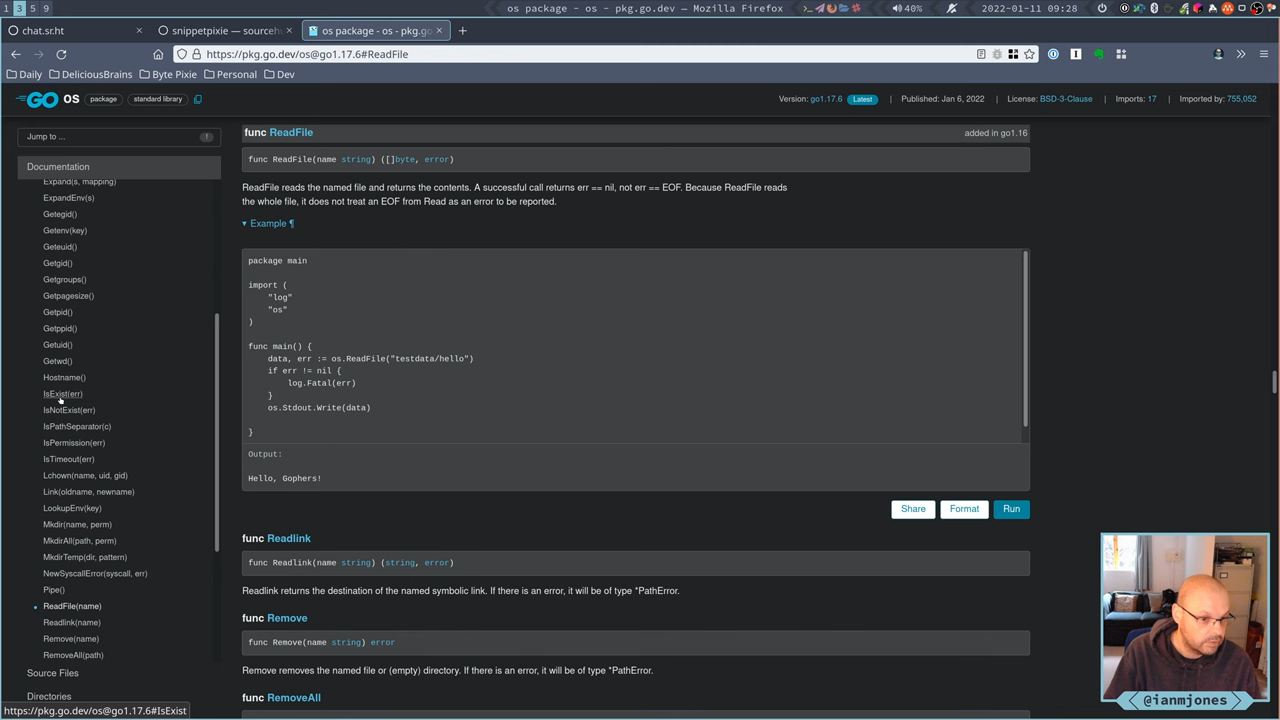 1 3 5 9
os package - os - pkg.go.dev — Mozilla Firefox
40%
2022-01-11 09:28
chat.sr.ht
snippetpixie — sourceh
os package - os - pkg.go
https://pkg.go.dev/os@go1.17.6#ReadFile
Daily
DeliciousBrains
Byte Pixie
Personal
Dev
GO
os
package
standard library
Version: go1.17.6
Latest
Published: Jan 6, 2022
License: BSD-3-Clause
Imports: 17
Imported by: 755,052
Jump to ...
f
Documentation
Expand(s, mapping)
ExpandEnv(s)
Getegid()
Getenv(key)
Geteuid()
Getgid()
Getgroups()
Getpagesize()
Getpid()
Getppid()
Getuid()
Getwd()
Hostname()
IsExist(err)
IsNotExist(err)
IsPathSeparator(c)
IsPermission(err)
IsTimeout(err)
Lchown(name, uid, gid)
Link(oldname, newname)
LookupEnv(key)
Mkdir(name, perm)
MkdirAll(path, perm)
MkdirTemp(dir, pattern)
NewSyscallError(syscall, err)
Pipe()
ReadFile(name)
Readlink(name)
Remove(name)
RemoveAll(path)
Source Files
Directories
https://pkg.go.dev/os@go1.17.6#IsExist
func ReadFile
added in go1.16
func ReadFile(name string) ([]byte, error)
ReadFile reads the named file and returns the contents. A successful call returns err == nil, not err == EOF. Because ReadFile reads
the whole file, it does not treat an EOF from Read as an error to be reported.
▾ Example ¶
package main
import (
"log"
"os"
)
func main() {
data, err := os.ReadFile("testdata/hello")
if err != nil {
log.Fatal(err)
}
os.Stdout.Write(data)
}
Output:
Hello, Gophers!
Share
Format
Run
func Readlink
func Readlink(name string) (string, error)
Readlink returns the destination of the named symbolic link. If there is an error, it will be of type *PathError.
func Remove
func Remove(name string) error
Remove removes the named file or (empty) directory. If there is an error, it will be of type *PathError.
func RemoveAll
@ianmjones